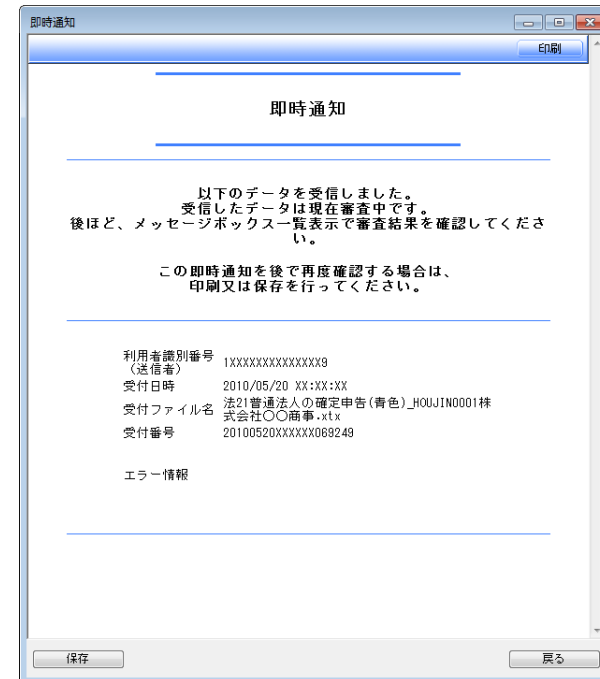 即時通知
印刷
即時通知
以下のデータを受信しました。
受信したデータは現在審査中です。
後ほど、メッセージボックス一覧表示で審査結果を確認してくださ
い。
この即時通知を後で再度確認する場合は、
印刷又は保存を行ってください。
利用者識別番号
（送信者）
1XXXXXXXXXXXXXX9
受付日時 2010/05/20 XX:XX:XX
受付ファイル名
法21普通法人の確定申告(青色)_HOUJIN0001株
式会社〇〇商事.xtx
受付番号 20100520XXXXXX069249
エラー情報
保存
戻る